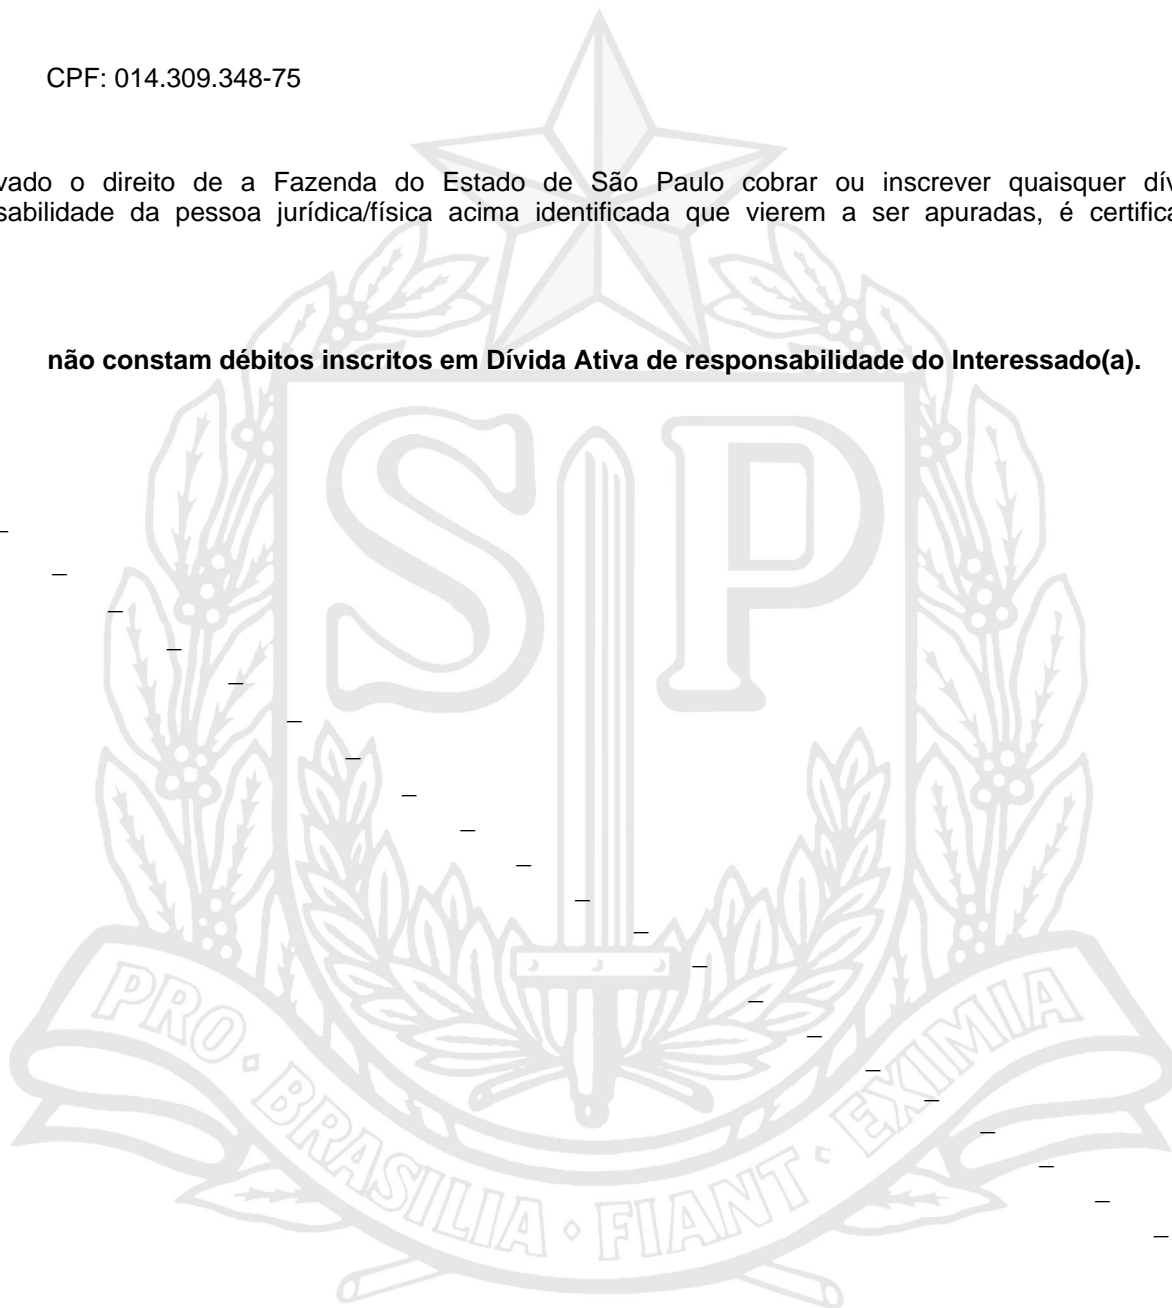 CPF: 014.309.348-75
vado o direito de a Fazenda do Estado de São Paulo cobrar ou inscrever quaisquer dív
sabilidade da pessoa jurídica/física acima identificada que vierem a ser apuradas, é certifica
não constam débitos inscritos em Dívida Ativa de responsabilidade do Interessado(a).
SP
PRO · BRASILIA · FIANT · EXIMIA